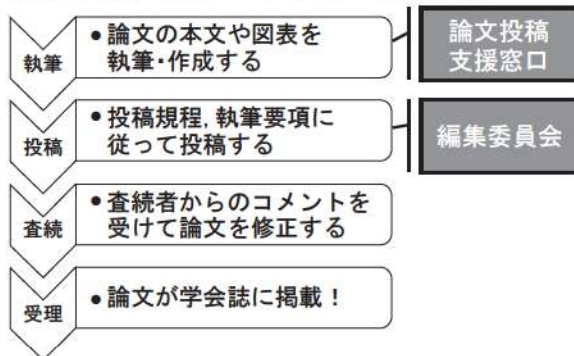 執筆
●論文の本文や図表を
執筆・作成する
論文投稿
支援窓口
投稿
●投稿規程,執筆要項に
従って投稿する
編集委員会
査続
●査続者からのコメントを
受けて論文を修正する
受理
●論文が学会誌に掲載！